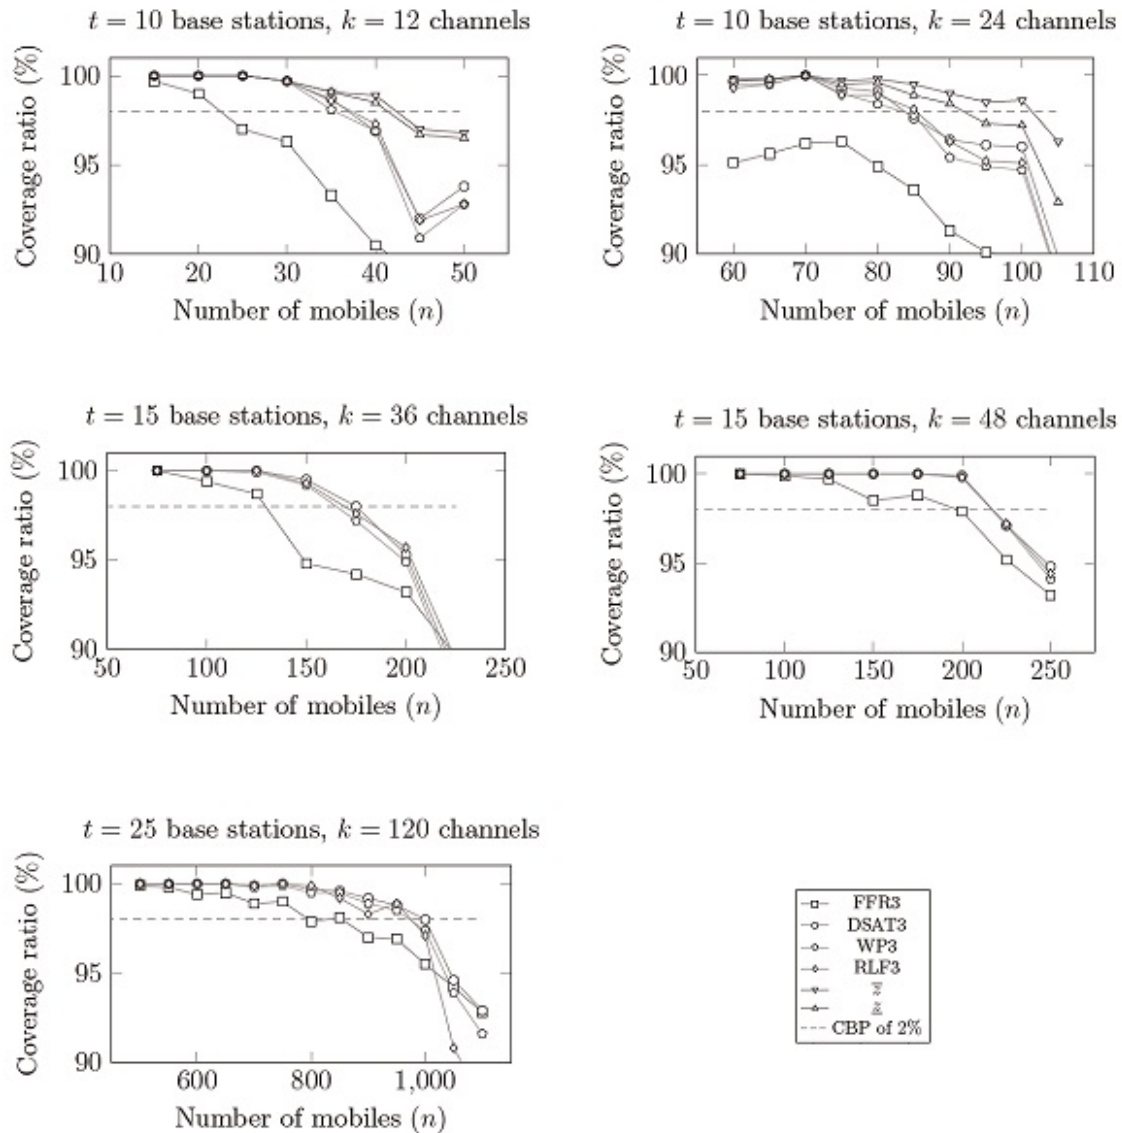 t = 10 base stations, k = 12 channels
Coverage ratio (%)
100
95
90
10
20
30
40
50
Number of mobiles (n)
t = 10 base stations, k = 24 channels
Coverage ratio (%)
100
95
90
60
70
80
90
100
110
Number of mobiles (n)
t = 15 base stations, k = 36 channels
Coverage ratio (%)
100
95
90
50
100
150
200
250
Number of mobiles (n)
t = 15 base stations, k = 48 channels
Coverage ratio (%)
100
95
90
50
100
150
200
250
Number of mobiles (n)
t = 25 base stations, k = 120 channels
Coverage ratio (%)
100
95
90
600
800
1,000
Number of mobiles (n)
FFR3
DSAT3
WP3
RLF3
CBP of 2%